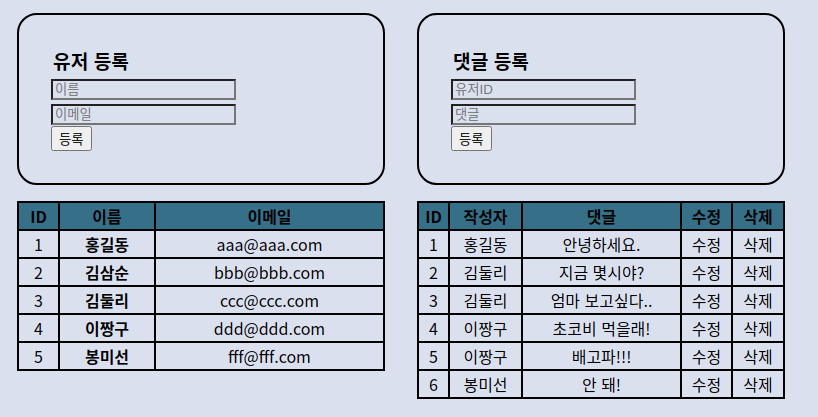 유저 등록
이름
이메일
등록
ID 이름 이메일
1 홍길동 aaa@aaa.com
2 김삼순 bbb@bbb.com
3 김둘리 ccc@ccc.com
4 이짱구 ddd@ddd.com
5 봉미선 fff@fff.com
댓글 등록
유저ID
댓글
등록
ID 작성자 댓글 수정 삭제
1 홍길동 안녕하세요. 수정 삭제
2 김둘리 지금 몇시야? 수정 삭제
3 김둘리 엄마 보고싶다.. 수정 삭제
4 이짱구 초코비 먹을래! 수정 삭제
5 이짱구 배고파!!! 수정 삭제
6 봉미선 안 돼! 수정 삭제